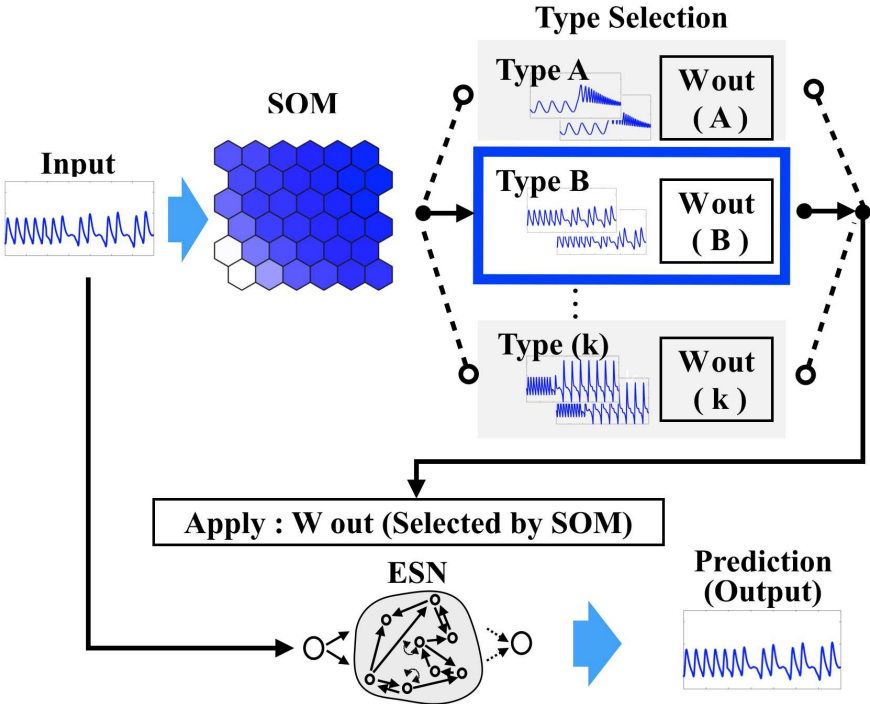 Type Selection
SOM
Type A
Wout
( A )
Input
Type B
Wout
( B )
Type (k)
Wout
( k )
Apply : W out (Selected by SOM)
ESN
Prediction
(Output)